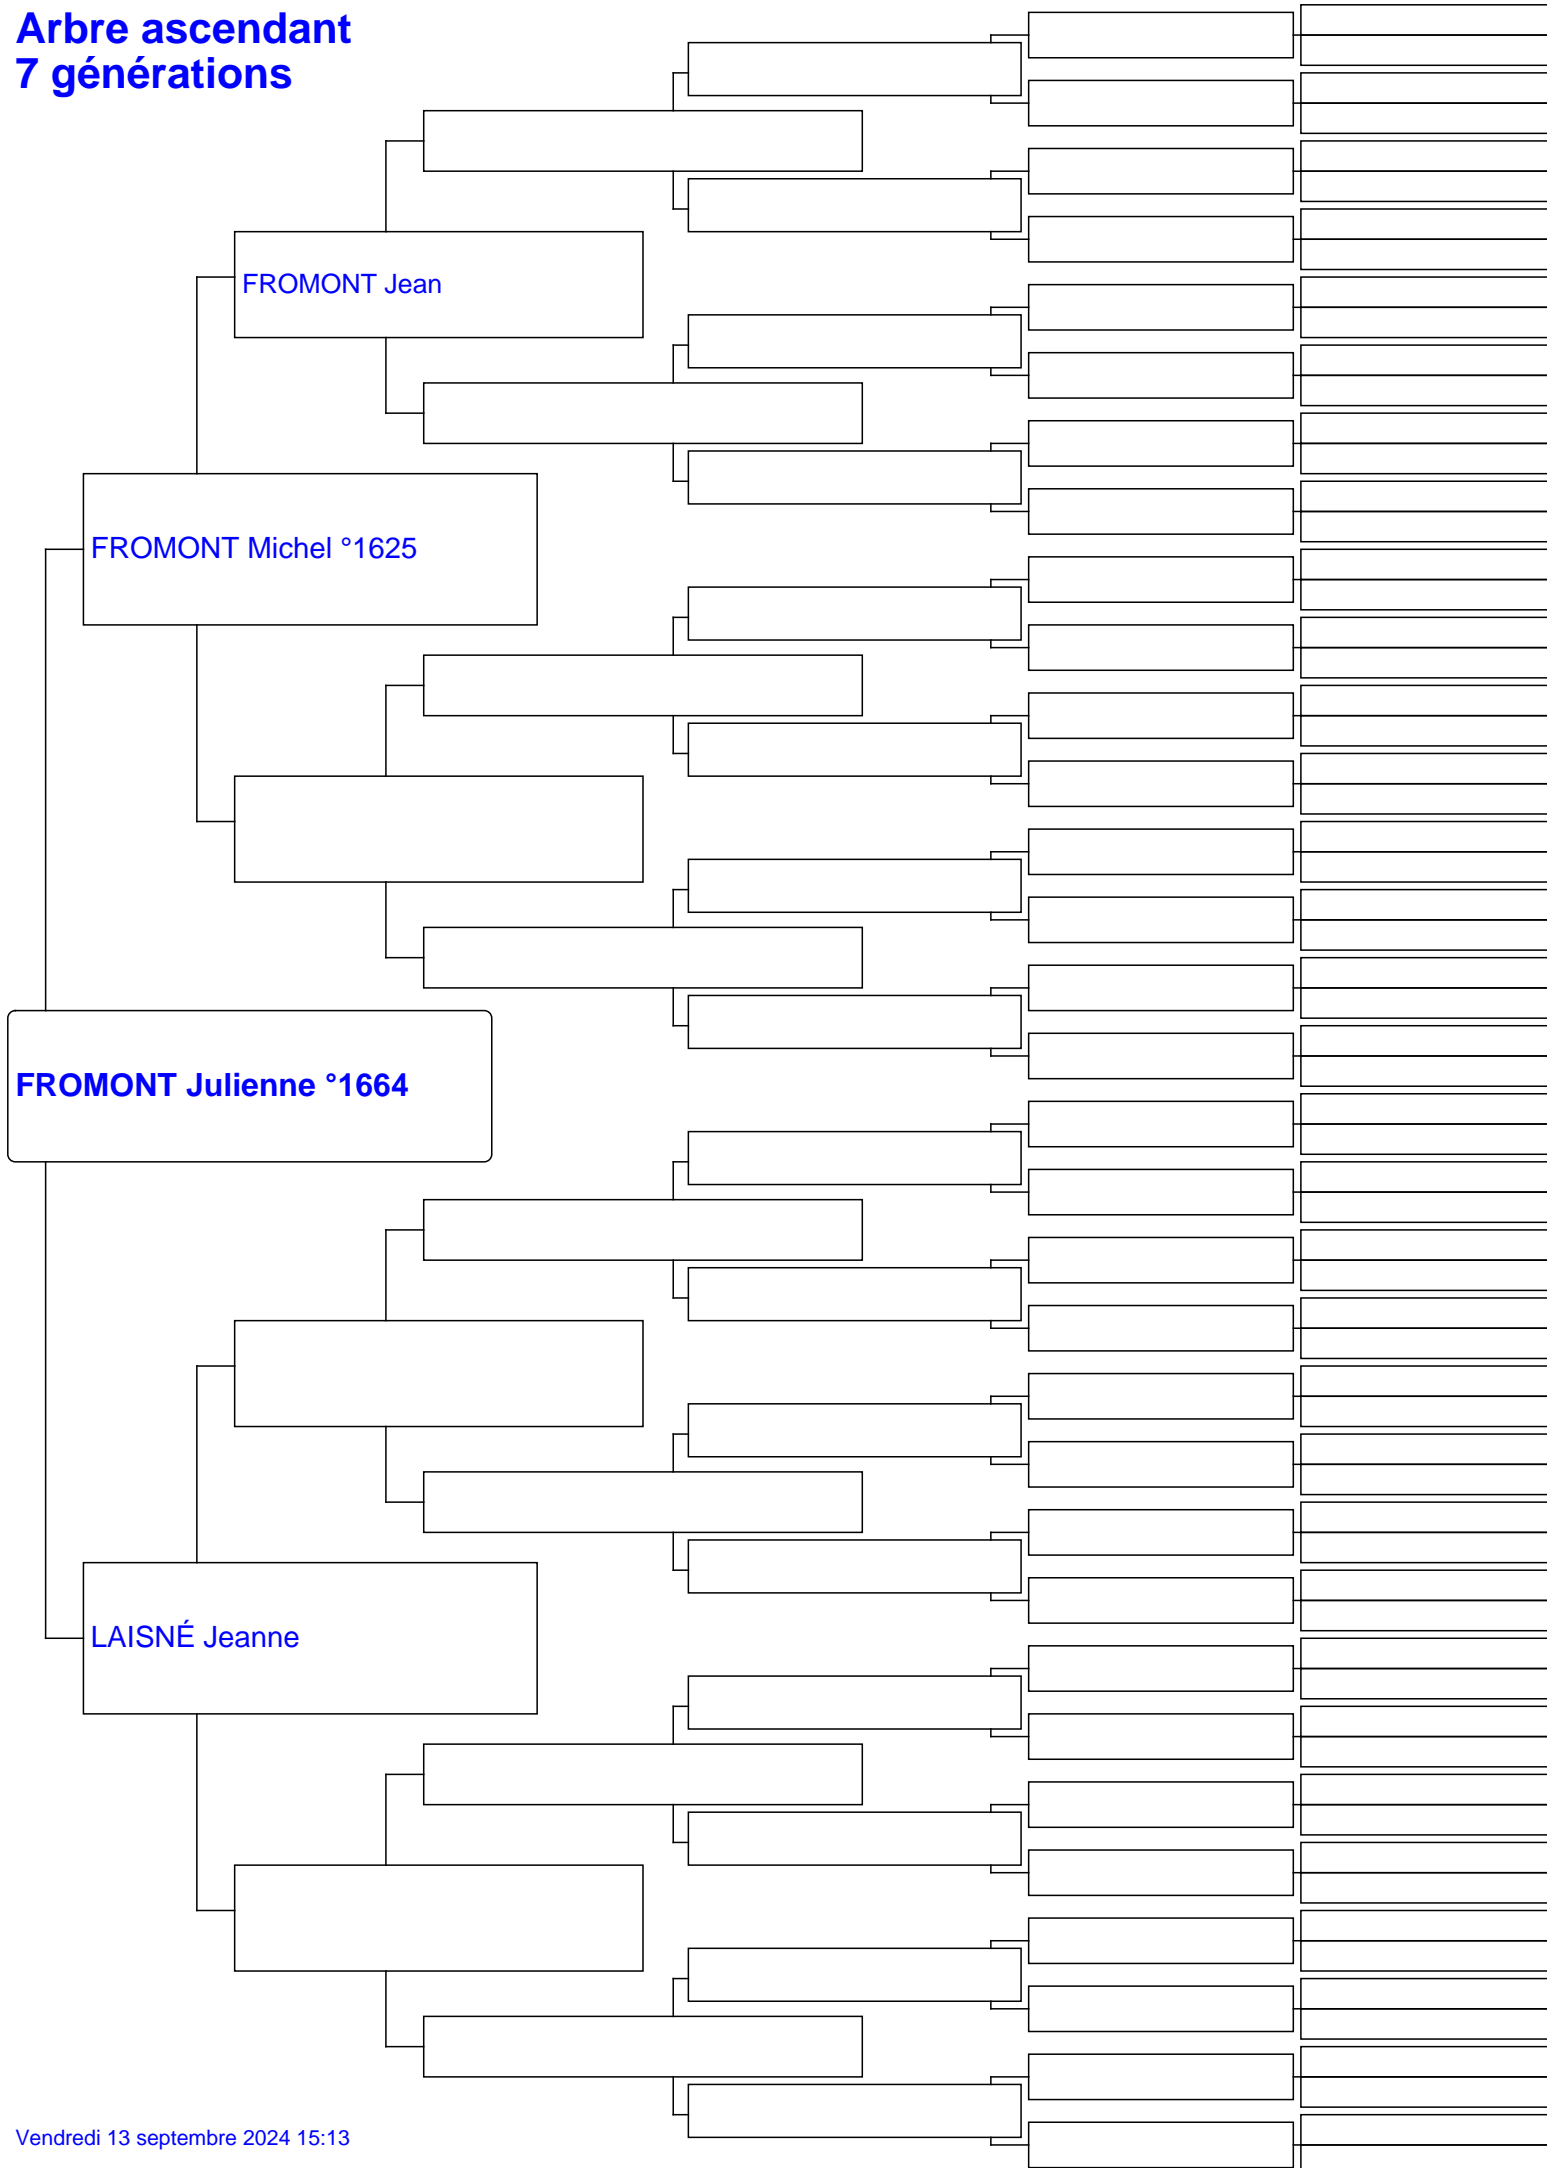 Arbre ascendant
7 générations
FROMONT Jean
FROMONT Michel °1625
FROMONT Julienne °1664
LAISNÉ Jeanne
Vendredi 13 septembre 2024 15:13